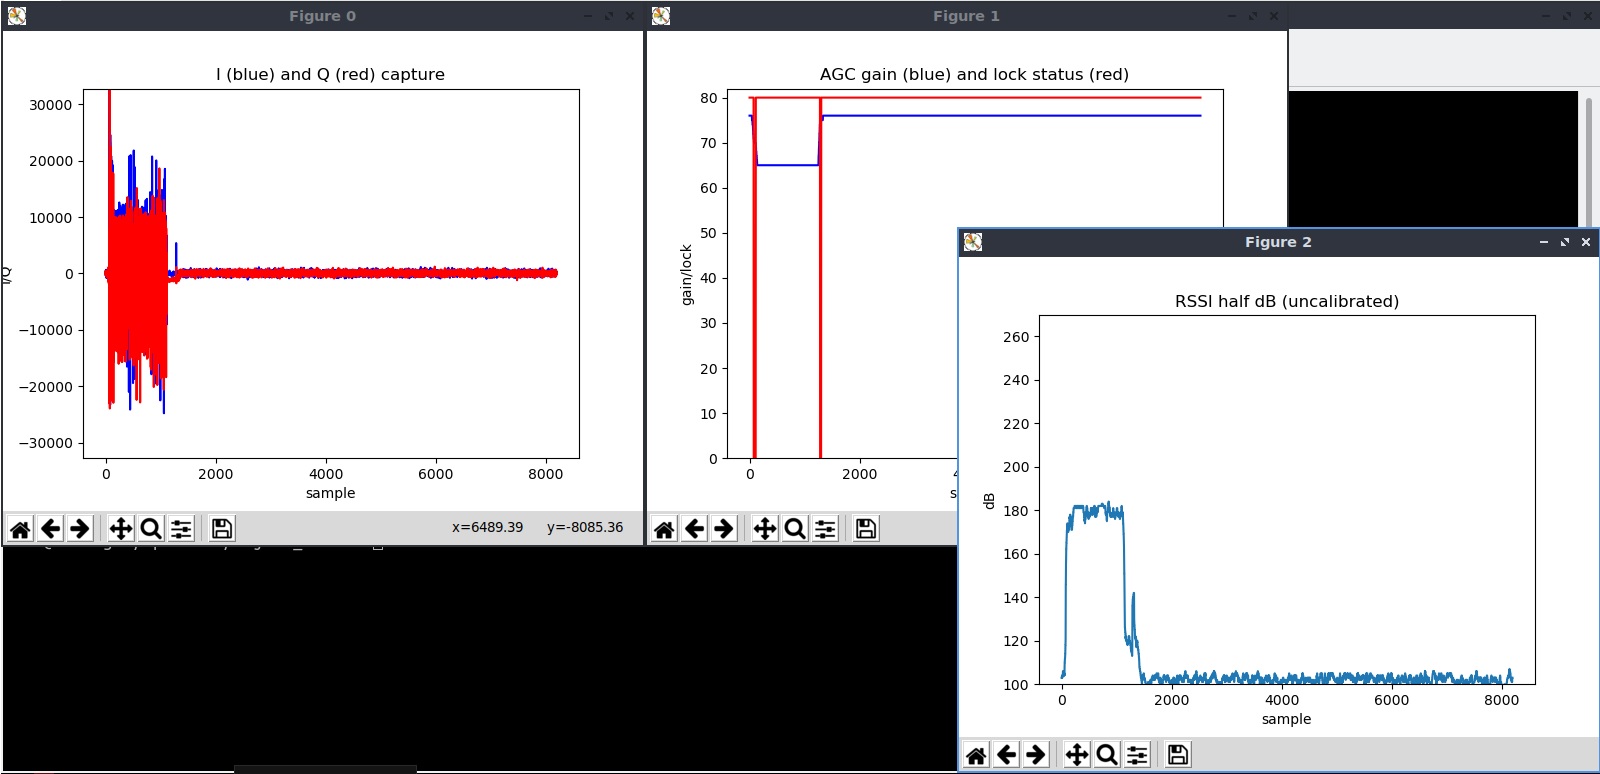 Figure 0
I (blue) and Q (red) capture
30000
20000
10000
0
−10000
−20000
−30000
I/Q
0 2000 4000 6000 8000
sample
x=6489.39 y=-8085.36
Figure 1
AGC gain (blue) and lock status (red)
80
70
60
50
40
30
20
10
0
gain/lock
0 2000
Figure 2
RSSI half dB (uncalibrated)
260
240
220
200
180
160
140
120
100
dB
0 2000 4000 6000 8000
sample